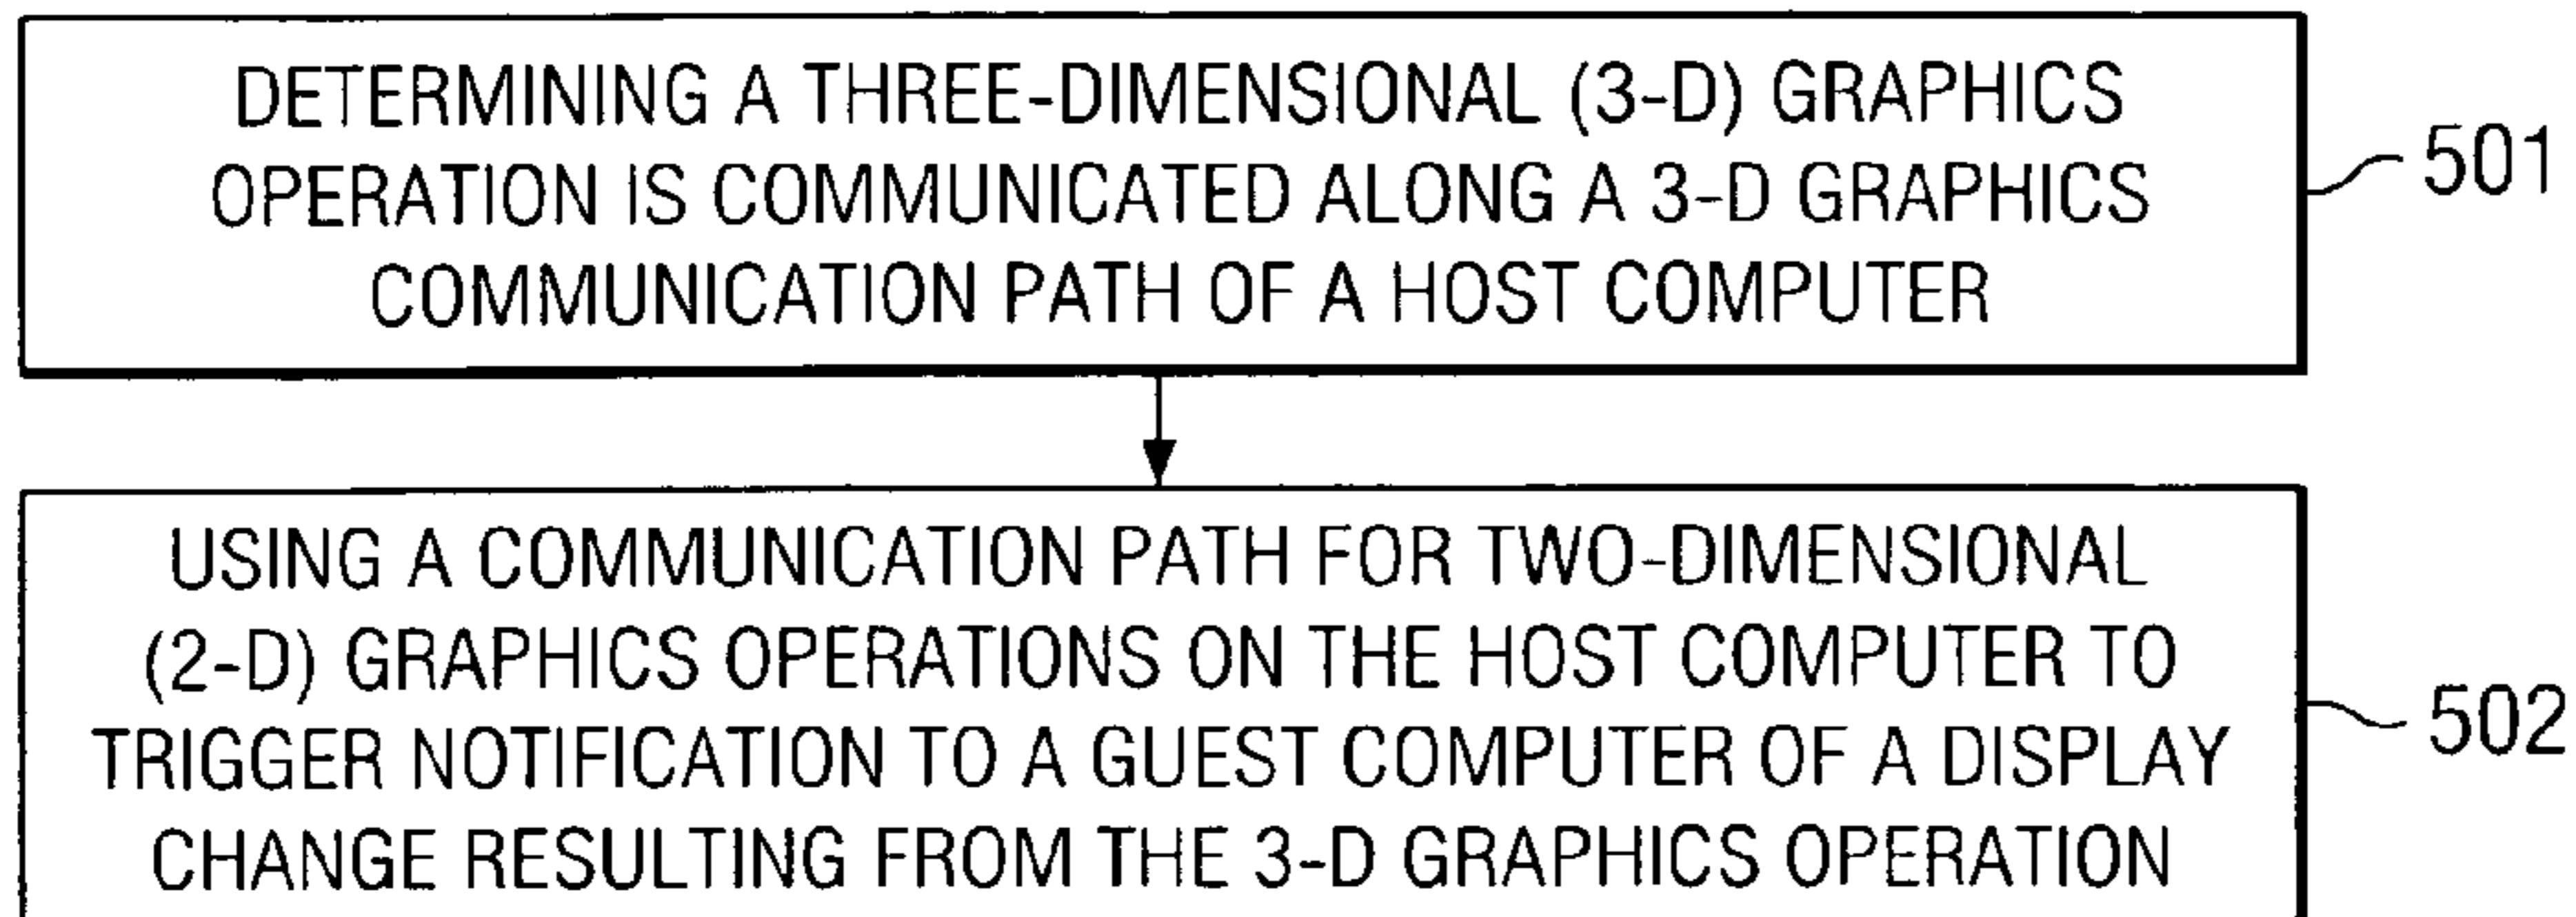 DETERMINING A THREE-DIMENSIONAL (3-D) GRAPHICS
OPERATION IS COMMUNICATED ALONG A 3-D GRAPHICS
COMMUNICATION PATH OF A HOST COMPUTER
501
USING A COMMUNICATION PATH FOR TWO-DIMENSIONAL
(2-D) GRAPHICS OPERATIONS ON THE HOST COMPUTER TO
TRIGGER NOTIFICATION TO A GUEST COMPUTER OF A DISPLAY
CHANGE RESULTING FROM THE 3-D GRAPHICS OPERATION
502